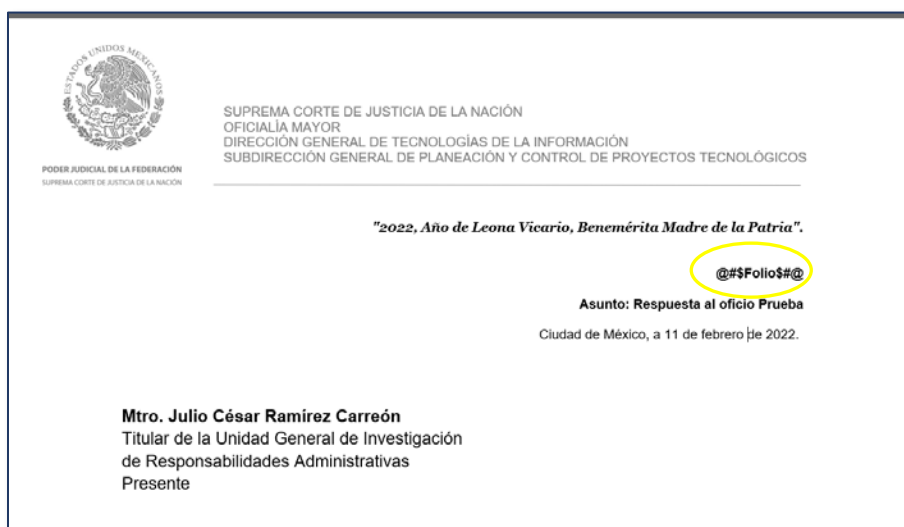 ESTADOS UNIDOS MEXICANOS
PODER JUDICIAL DE LA FEDERACIÓN
SUPREMA CORTE DE JUSTICIA DE LA NACIÓN
SUPREMA CORTE DE JUSTICIA DE LA NACIÓN
OFICIALÌA MAYOR
DIRECCIÓN GENERAL DE TECNOLOGÍAS DE LA INFORMACIÓN
SUBDIRECCIÓN GENERAL DE PLANEACIÓN Y CONTROL DE PROYECTOS TECNOLÓGICOS
"2022, Año de Leona Vicario, Benemérita Madre de la Patria".
@#$Folio$#@
Asunto: Respuesta al oficio Prueba
Ciudad de México, a 11 de febrero de 2022.
Mtro. Julio César Ramírez Carreón
Titular de la Unidad General de Investigación
de Responsabilidades Administrativas
Presente